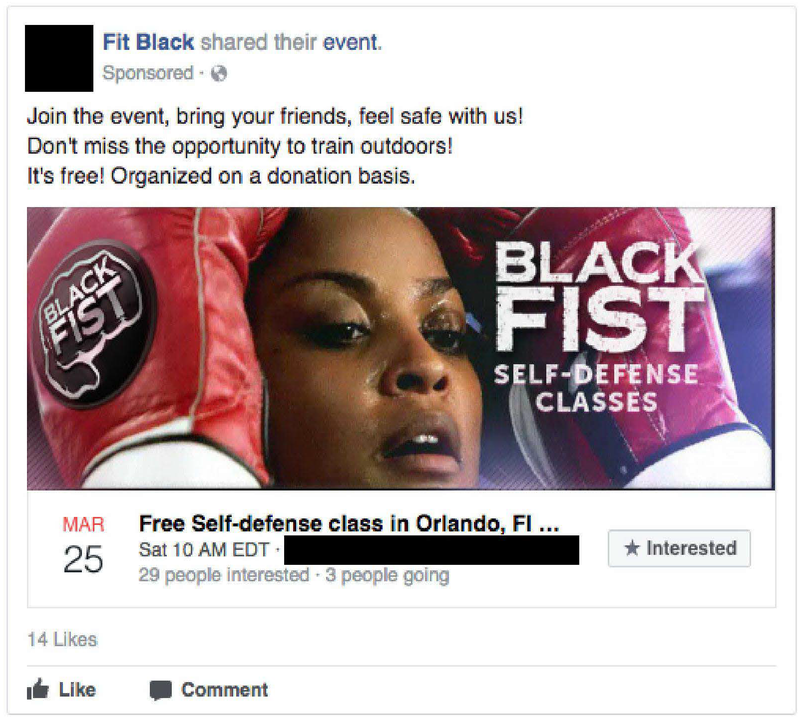 Fit Black shared their event.
Sponsored ·
Join the event, bring your friends, feel safe with us!
Don't miss the opportunity to train outdoors!
It's free! Organized on a donation basis.
BLACK
FIST
BLACK
FIST
SELF-DEFENSE
CLASSES
MAR
25
Free Self-defense class in Orlando, Fl ...
Sat 10 AM EDT ·
29 people interested · 3 people going
★ Interested
14 Likes
Like
Comment